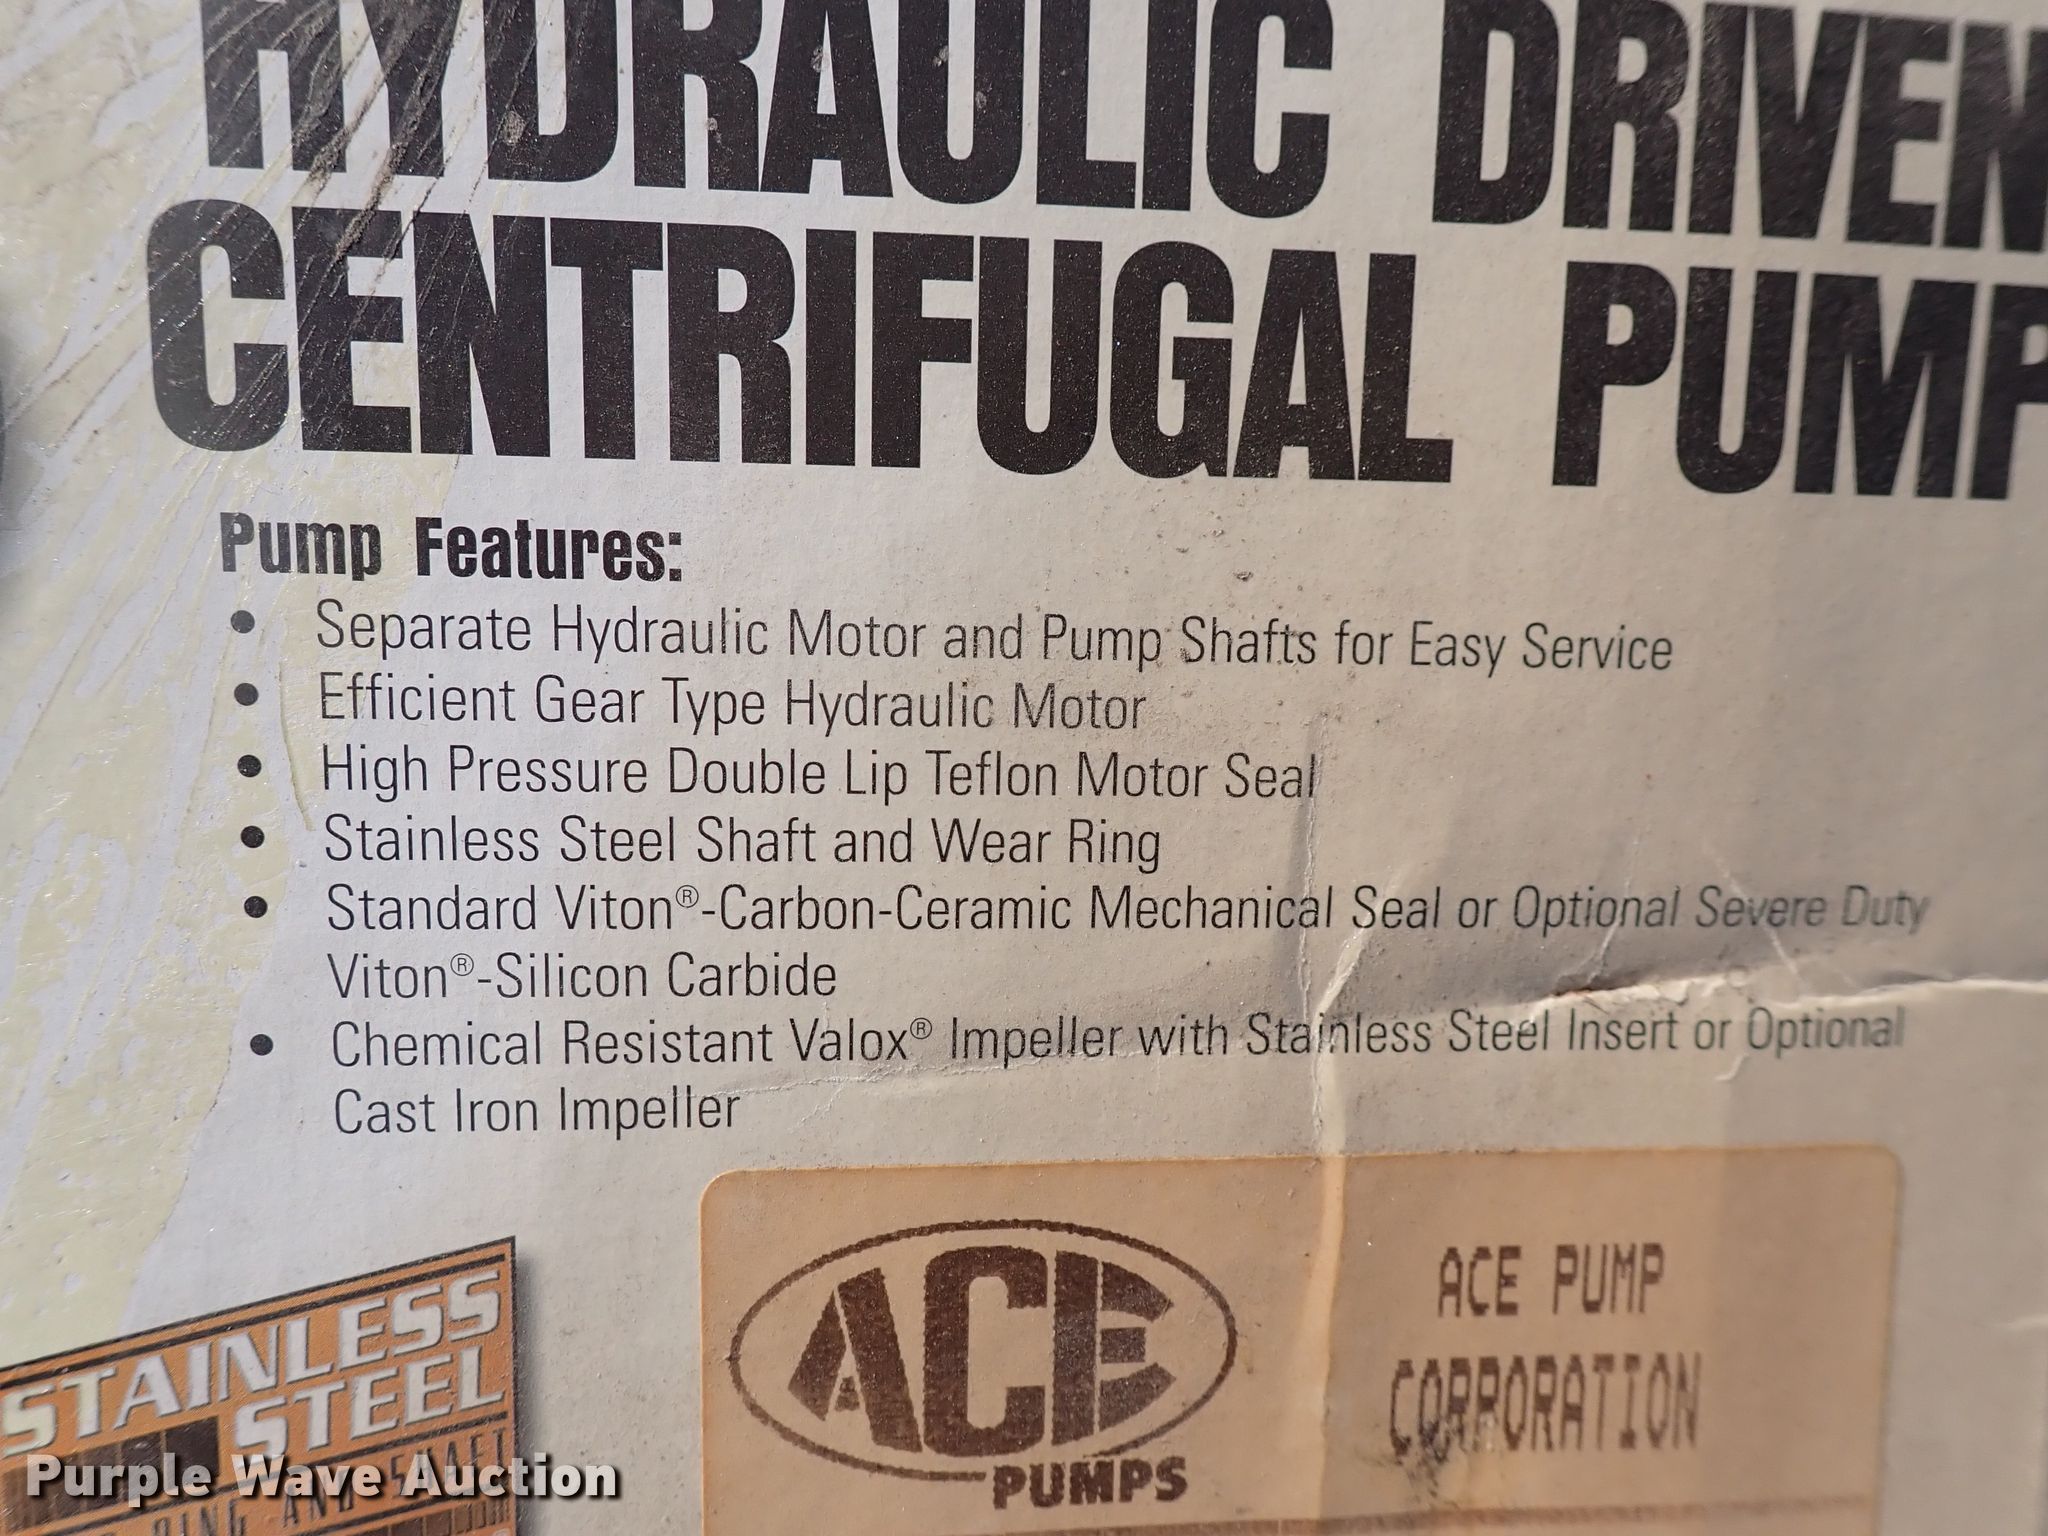 HYDRAULIC DRIVEN
CENTRIFUGAL PUMP
Pump Features:
• Separate Hydraulic Motor and Pump Shafts for Easy Service
• Efficient Gear Type Hydraulic Motor
• High Pressure Double Lip Teflon Motor Seal
• Stainless Steel Shaft and Wear Ring
• Standard Viton®-Carbon-Ceramic Mechanical Seal or Optional Severe Duty
Viton®-Silicon Carbide
• Chemical Resistant Valox® Impeller with Stainless Steel Insert or Optional
Cast Iron Impeller
STAINLESS
STEEL
RING AND SHAFT
ACE
PUMPS
ACE PUMP
CORPORATION
Purple Wave Auction